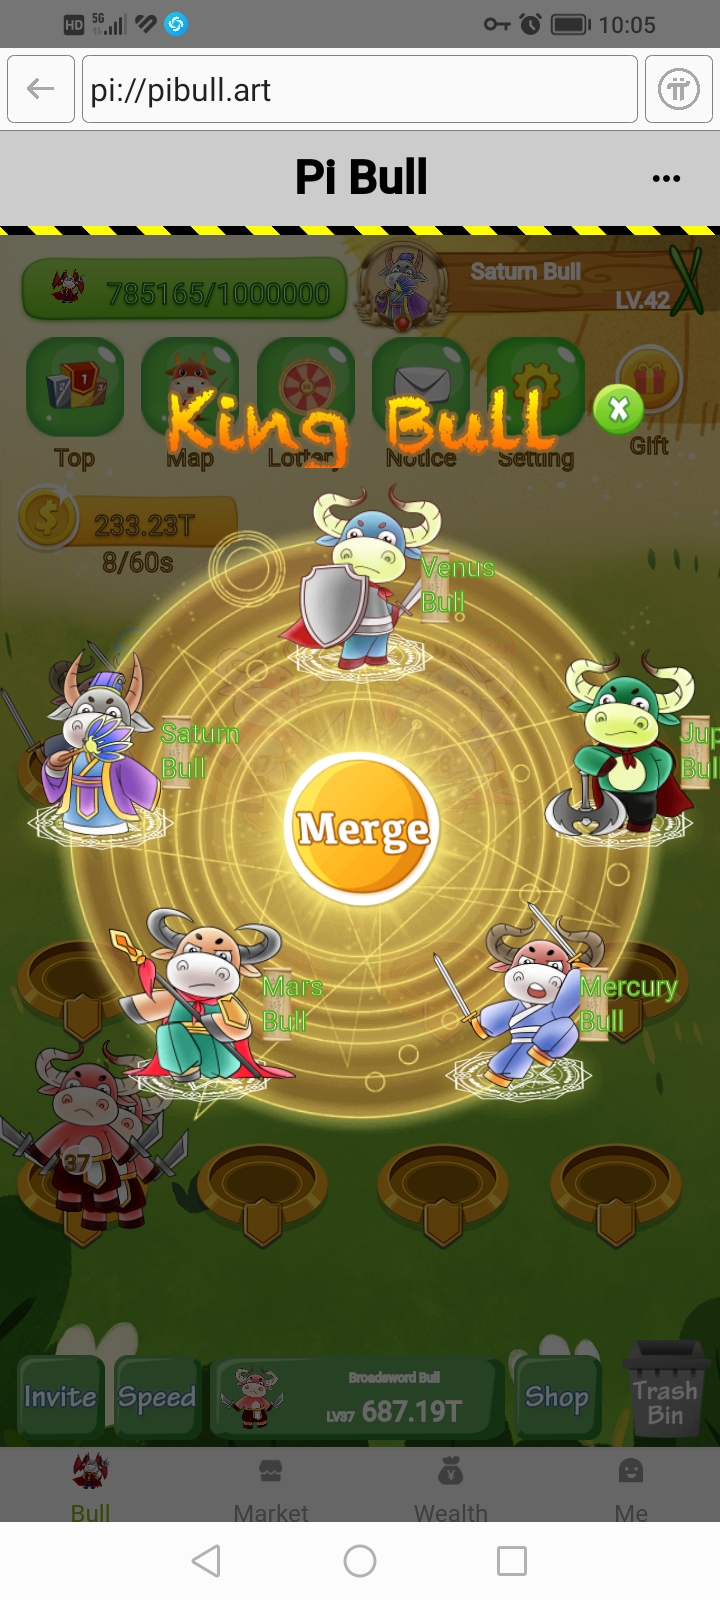 HD 5G 10:05
pi://pibull.art
Pi Bull
785165/1000000
Saturn Bull
LV.42
1
King Bull
X
Top Map Lottery Notice Setting Gift
233.23T
8/60s
Venus
Bull
Saturn
Bull
Jup
Bul
Merge
Mars
Bull
Mercury
Bull
37
Invite
Speed
Broadsword Bull
LV37 687.19T
Shop
Trash
Bin
Bull Market Wealth Me